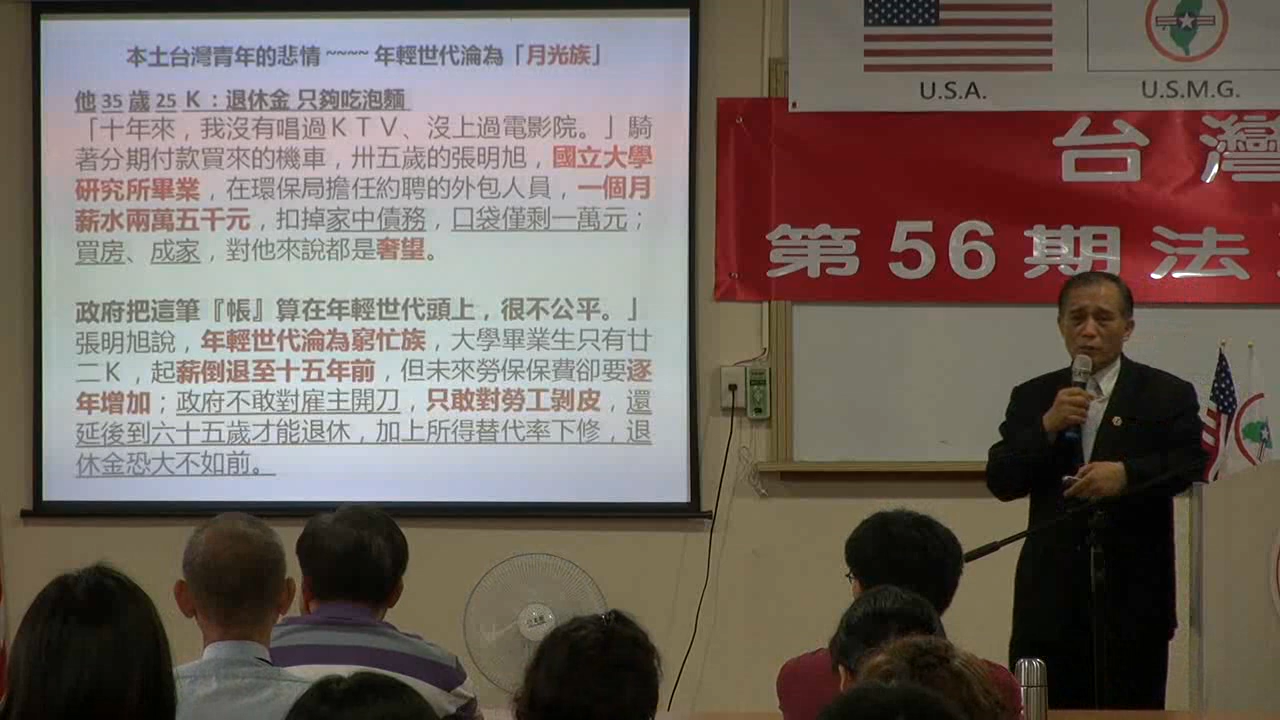 本土台灣青年的悲情 ~~~~ 年輕世代淪為「月光族」
他 35 歲 25 K：退休金 只夠吃泡麵
「十年來，我沒有唱過KTV、沒上過電影院。」騎
著分期付款買來的機車，卅五歲的張明旭，國立大學
研究所畢業，在環保局擔任約聘的外包人員，一個月
薪水兩萬五千元，扣掉家中債務，口袋僅剩一萬元；
買房、成家，對他來說都是奢望。
政府把這筆『帳』算在年輕世代頭上，很不公平。」
張明旭說，年輕世代淪為窮忙族，大學畢業生只有廿
二K，起薪倒退至十五年前，但未來勞保保費卻要逐
年增加；政府不敢對雇主開刀，只敢對勞工剝皮，還
延後到六十五歲才能退休，加上所得替代率下修，退
休金恐大不如前。
U.S.A.
U.S.M.G.
台灣
第56期法